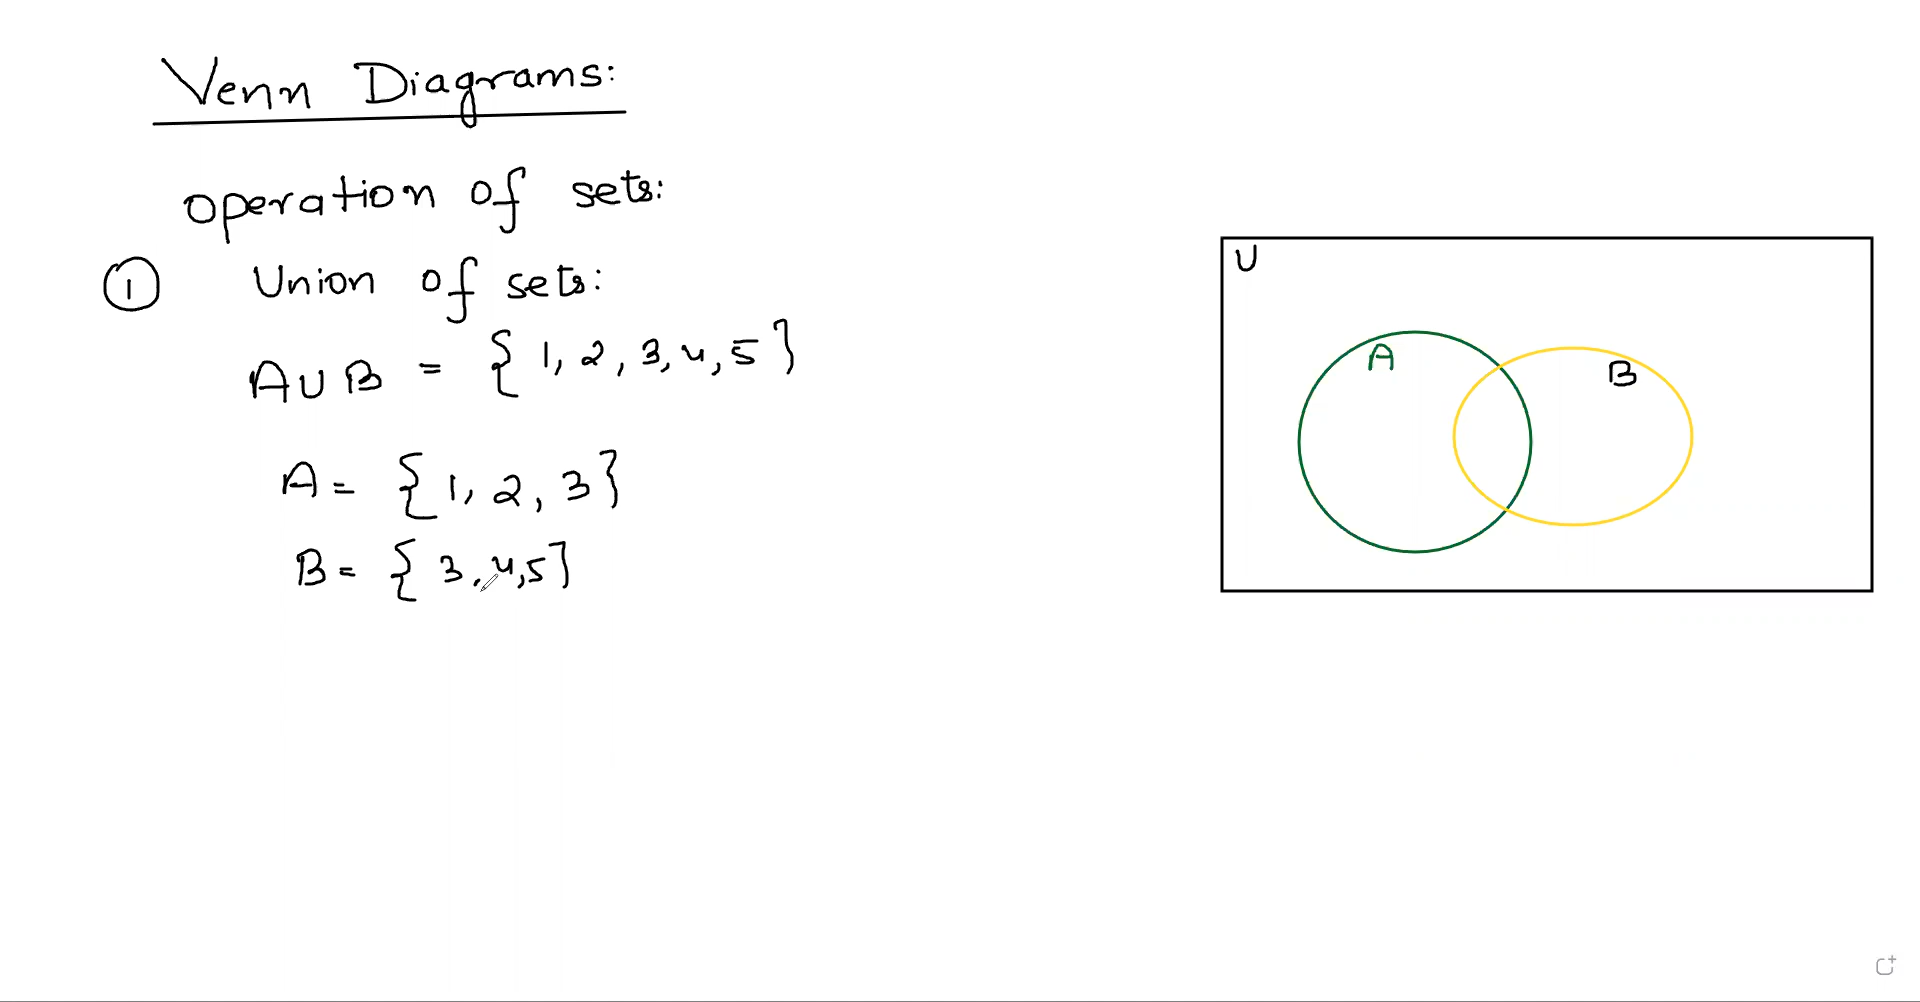 Venn Diagrams:
operation of sets:
1 Union of sets:
A∪B = {1, 2, 3, 4, 5}
A = {1, 2, 3}
B = {3, 4, 5}
U
A
B